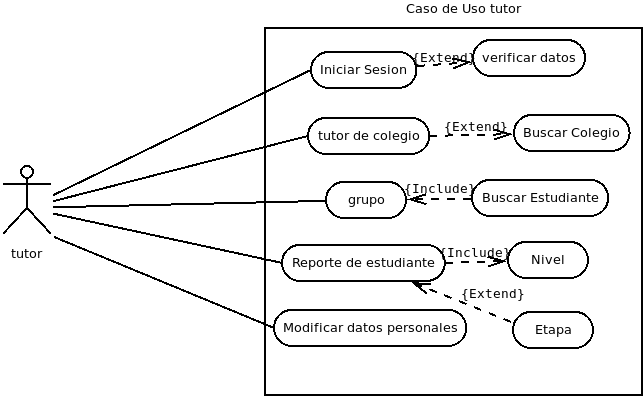 Caso de Uso tutor
Iniciar Sesion
{Extend}
verificar datos
tutor de colegio
{Extend}
Buscar Colegio
grupo
{Include}
Buscar Estudiante
tutor
Reporte de estudiante
{Include}
Nivel
{Extend}
Modificar datos personales
Etapa